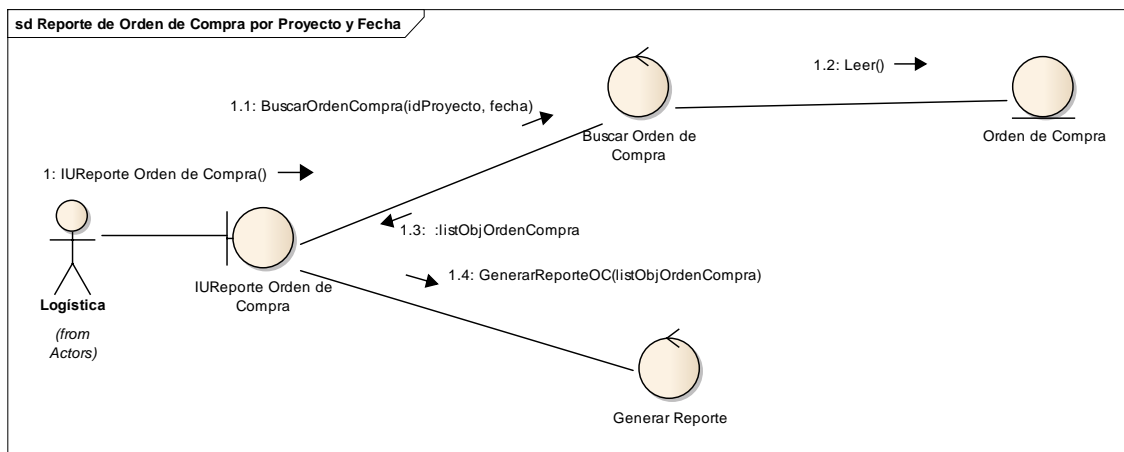 sd Reporte de Orden de Compra por Proyecto y Fecha
1.2: Leer()
1.1: BuscarOrdenCompra(idProyecto, fecha)
Buscar Orden de
Compra
Orden de Compra
1: IUReporte Orden de Compra()
1.3: :listObjOrdenCompra
1.4: GenerarReporteOC(listObjOrdenCompra)
IUReporte Orden de
Compra
Logística
(from
Actors)
Generar Reporte